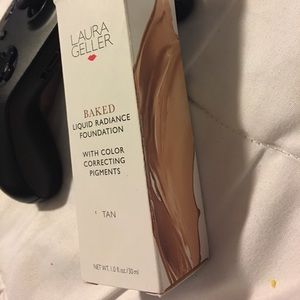 LAURA
GELLER
BAKED
LIQUID RADIANCE
FOUNDATION
WITH COLOR
CORRECTING
PIGMENTS
TAN
NET WT. 1.0 fl.oz/30ml